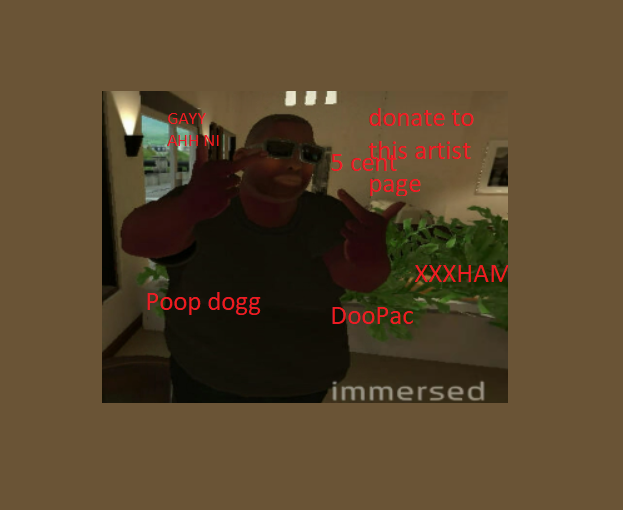 GAYY
AHH NI
donate to
this artist
page
5 cent
XXXHAM
Poop dogg
DooPac
immersed